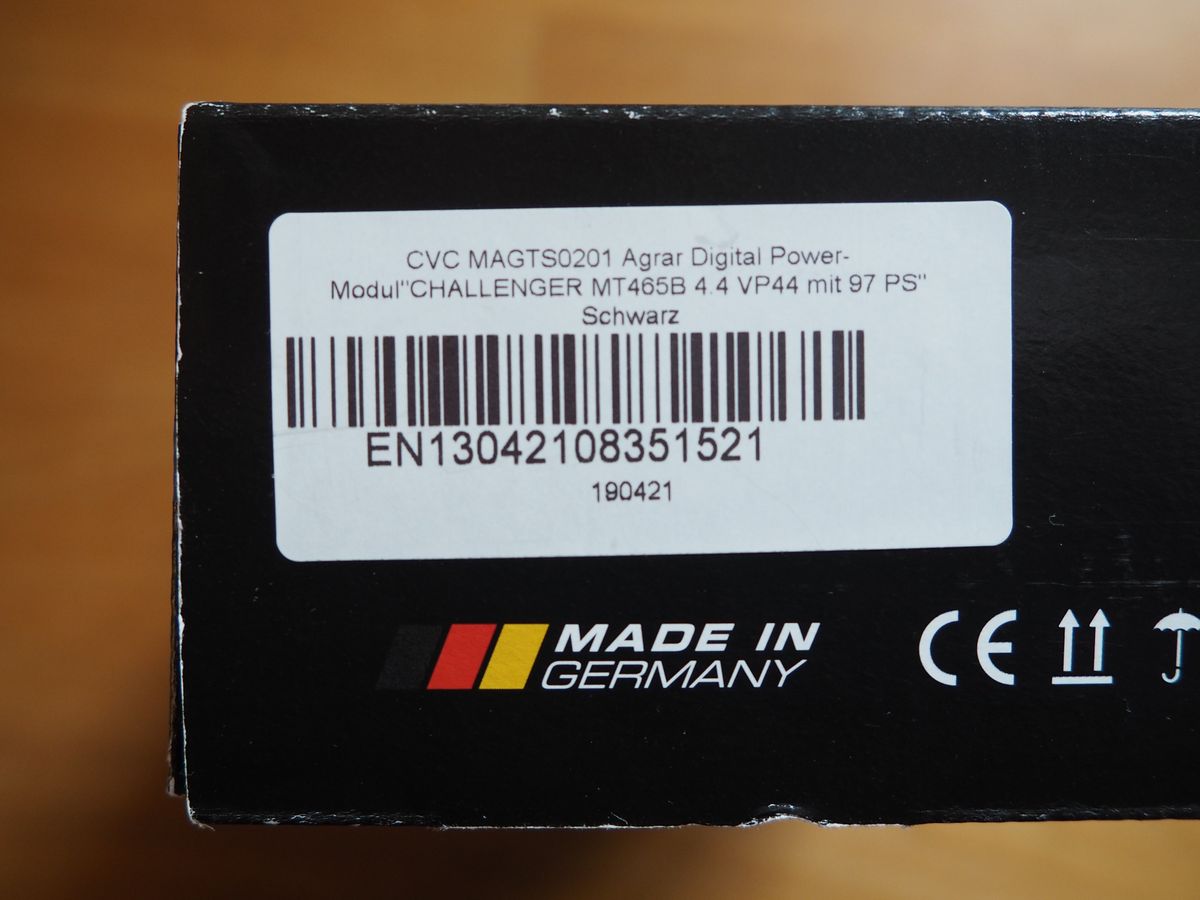 CVC MAGTS0201 Agrar Digital Power-
Modul"CHALLENGER MT465B 4.4 VP44 mit 97 PS"
Schwarz
EN13042108351521
190421
MADE IN
GERMANY
CE